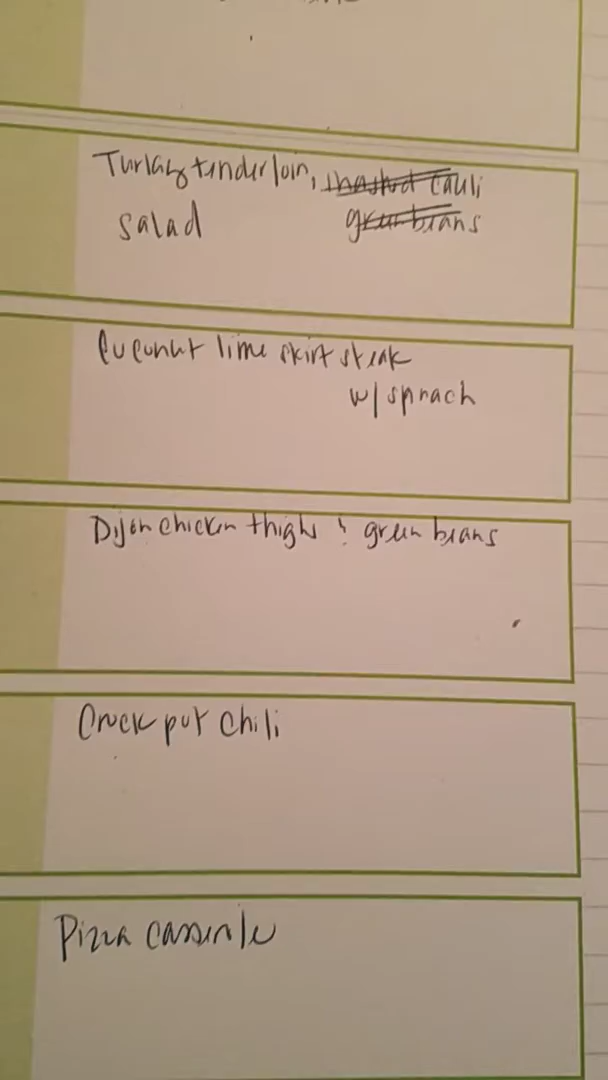 Turkey tenderloin, mashed cauli
salad green beans
Coconut lime skirt steak
w/ spinach
Dijon chicken thighs & green beans
Crock pot chili
Pizza casserole